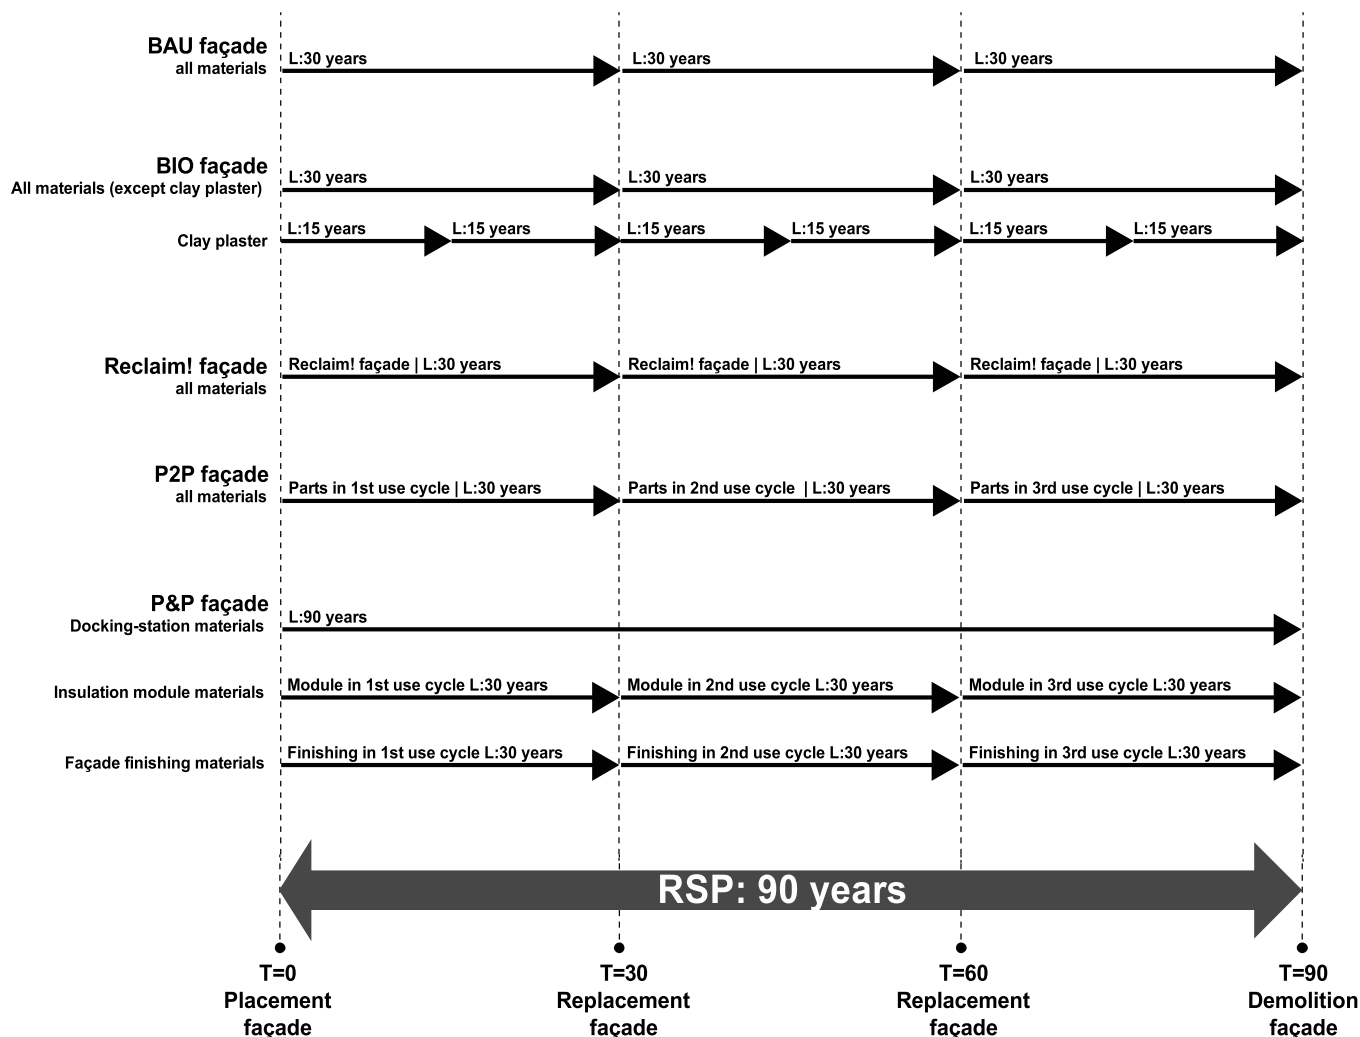 BAU façade
all materials
L:30 years
L:30 years
L:30 years
BIO façade
All materials (except clay plaster)
L:30 years
L:30 years
L:30 years
Clay plaster
L:15 years
L:15 years
L:15 years
L:15 years
L:15 years
L:15 years
Reclaim! façade
all materials
Reclaim! façade | L:30 years
Reclaim! façade | L:30 years
Reclaim! façade | L:30 years
P2P façade
all materials
Parts in 1st use cycle | L:30 years
Parts in 2nd use cycle | L:30 years
Parts in 3rd use cycle | L:30 years
P&P façade
Docking-station materials
L:90 years
Insulation module materials
Module in 1st use cycle L:30 years
Module in 2nd use cycle L:30 years
Module in 3rd use cycle L:30 years
Façade finishing materials
Finishing in 1st use cycle L:30 years
Finishing in 2nd use cycle L:30 years
Finishing in 3rd use cycle L:30 years
RSP: 90 years
T=0
Placement
façade
T=30
Replacement
façade
T=60
Replacement
façade
T=90
Demolition
façade